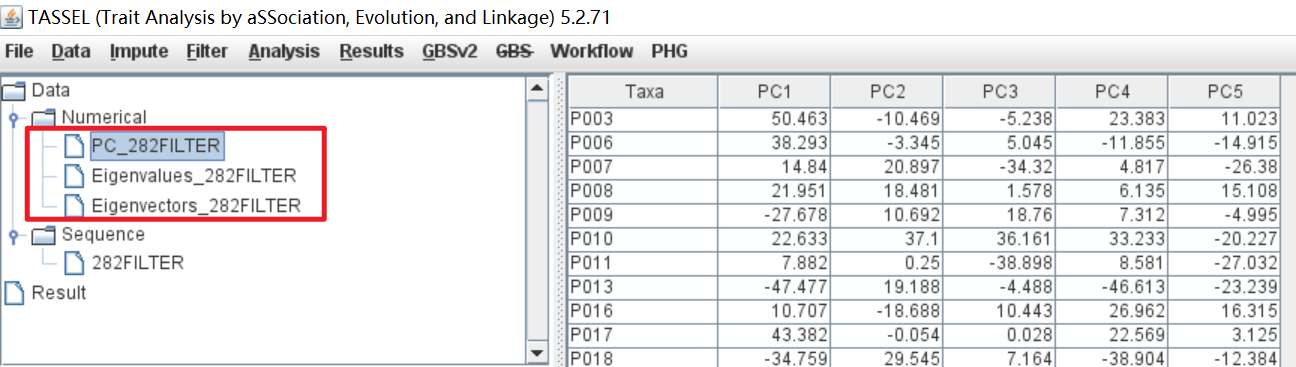 TASSEL (Trait Analysis by aSSociation, Evolution, and Linkage) 5.2.71
File Data Impute Filter Analysis Results GBSv2 GBS Workflow PHG
Data
Numerical
PC_282FILTER
Eigenvalues_282FILTER
Eigenvectors_282FILTER
Sequence
282FILTER
Result
Taxa PC1 PC2 PC3 PC4 PC5
P003 50.463 -10.469 -5.238 23.383 11.023
P006 38.293 -3.345 5.045 -11.855 -14.915
P007 14.84 20.897 -34.32 4.817 -26.38
P008 21.951 18.481 1.578 6.135 15.108
P009 -27.678 10.692 18.76 7.312 -4.995
P010 22.633 37.1 36.161 33.233 -20.227
P011 7.882 0.25 -38.898 8.581 -27.032
P013 -47.477 19.188 -4.488 -46.613 -23.239
P016 10.707 -18.688 10.443 26.962 16.315
P017 43.382 -0.054 0.028 22.569 3.125
P018 -34.759 29.545 7.164 -38.904 -12.384